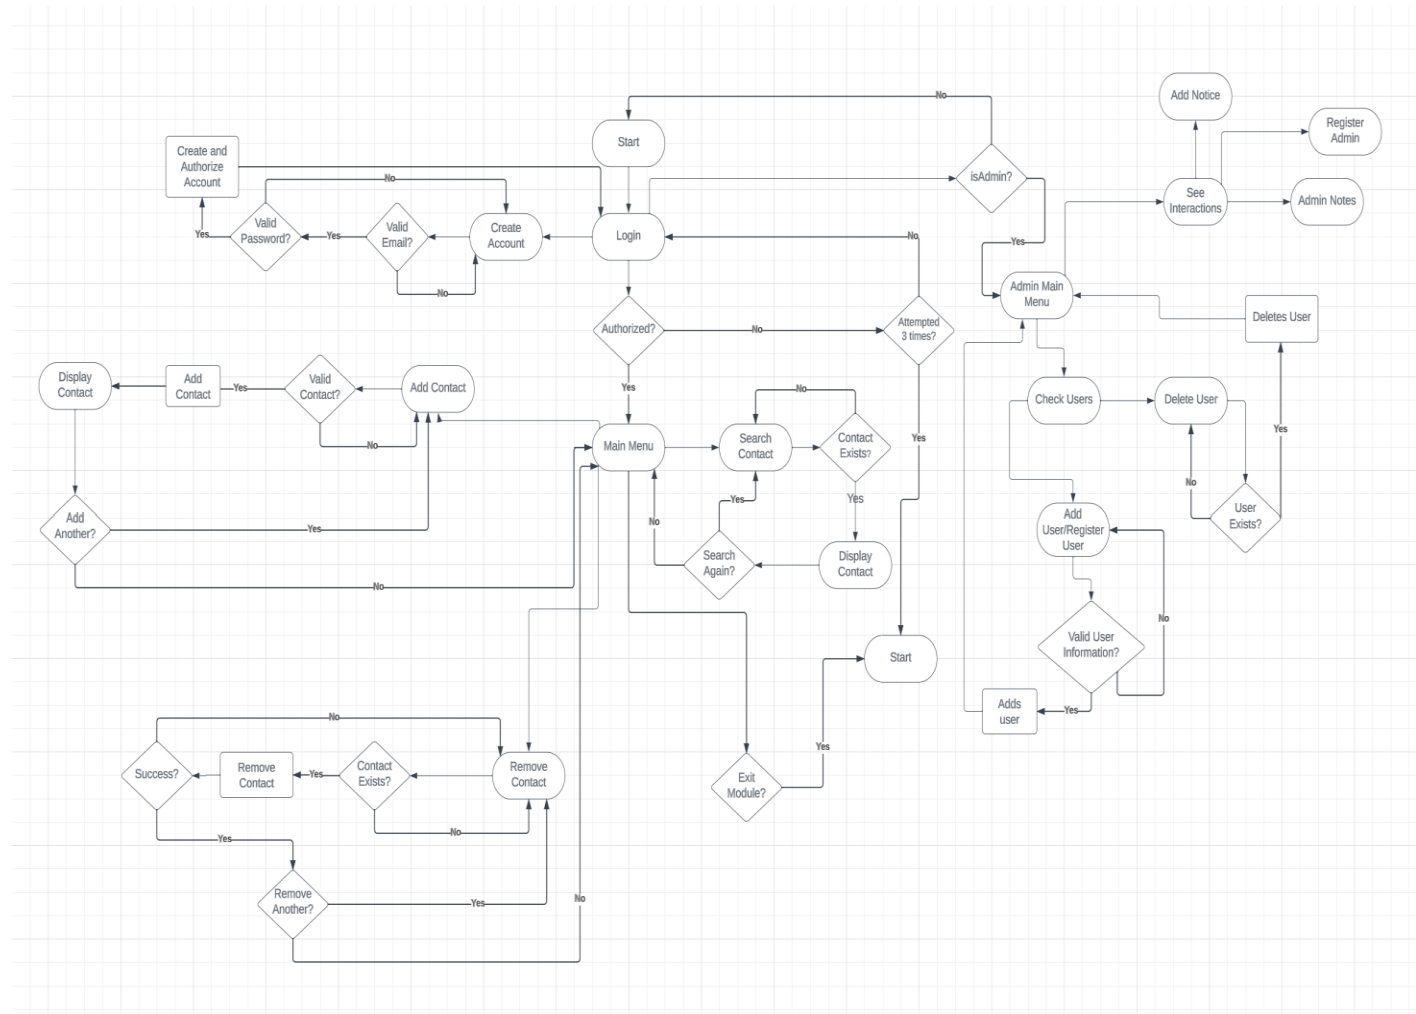 Add Notice
No
Register
Admin
Start
Create and
Authorize
Account
isAdmin?
No
See
Interactions
Admin Notes
Valid
Password?
Yes
Valid
Email?
Yes
Create
Account
Login
No
Yes
No
Admin Main
Menu
Deletes User
Authorized?
No
Attempted
3 times?
Display
Contact
Add
Contact
Yes
Valid
Contact?
Add Contact
Yes
No
Check Users
Delete User
Main Menu
Search
Contact
Contact
Exists?
Yes
Yes
No
No
Yes
Yes
No
User
Exists?
Add
Another?
Yes
Add
User/Register
User
Search
Again?
Display
Contact
No
No
Valid User
Information?
Start
Adds
user
Yes
No
Yes
Success?
Remove
Contact
Yes
Contact
Exists?
Remove
Contact
Exit
Module?
No
Yes
Remove
Another?
Yes
No